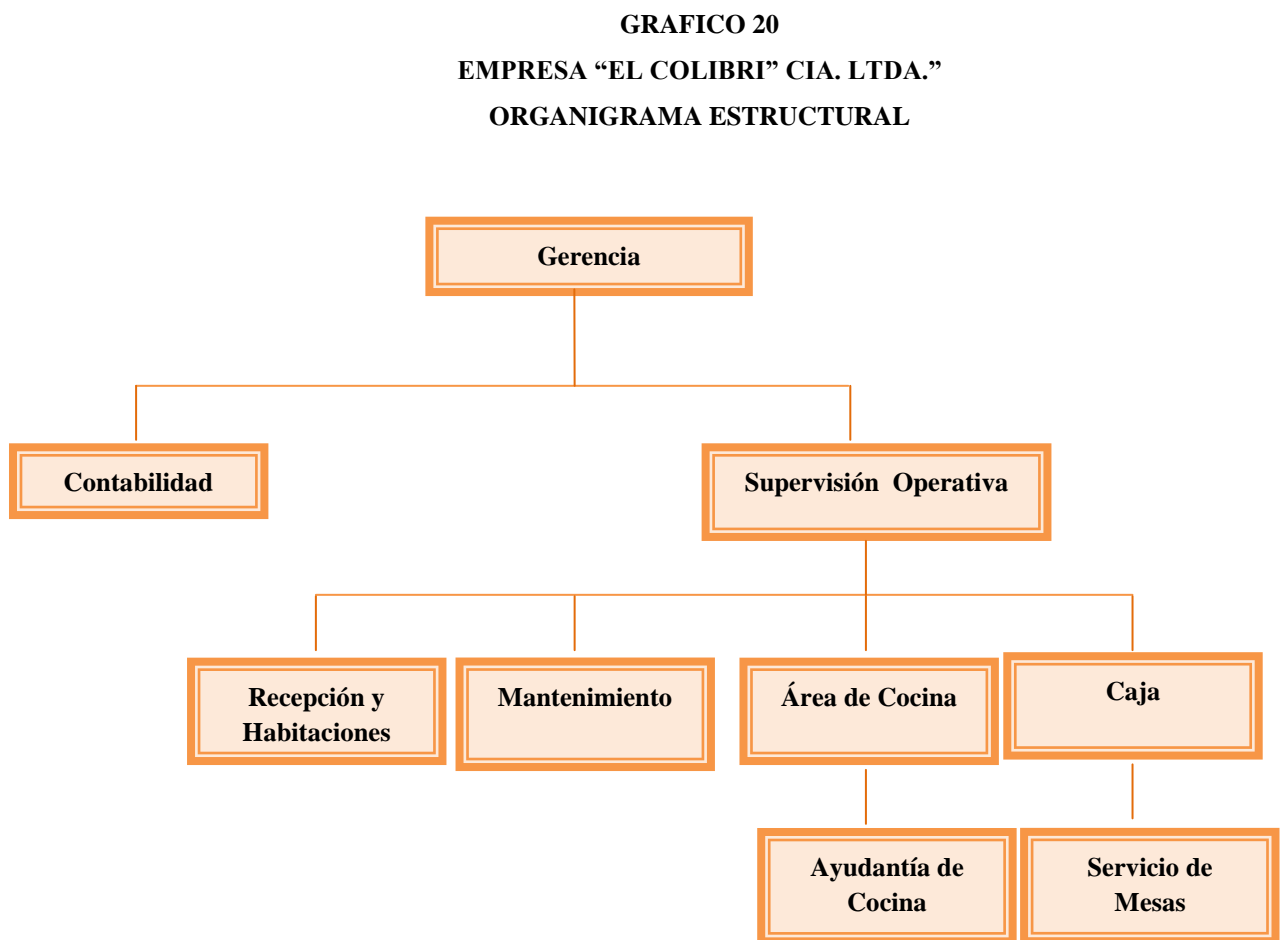 GRAFICO 20
EMPRESA “EL COLIBRI” CIA. LTDA.”
ORGANIGRAMA ESTRUCTURAL
Gerencia
Contabilidad
Supervisión Operativa
Recepción y
Habitaciones
Mantenimiento
Área de Cocina
Caja
Ayudantía de
Cocina
Servicio de
Mesas